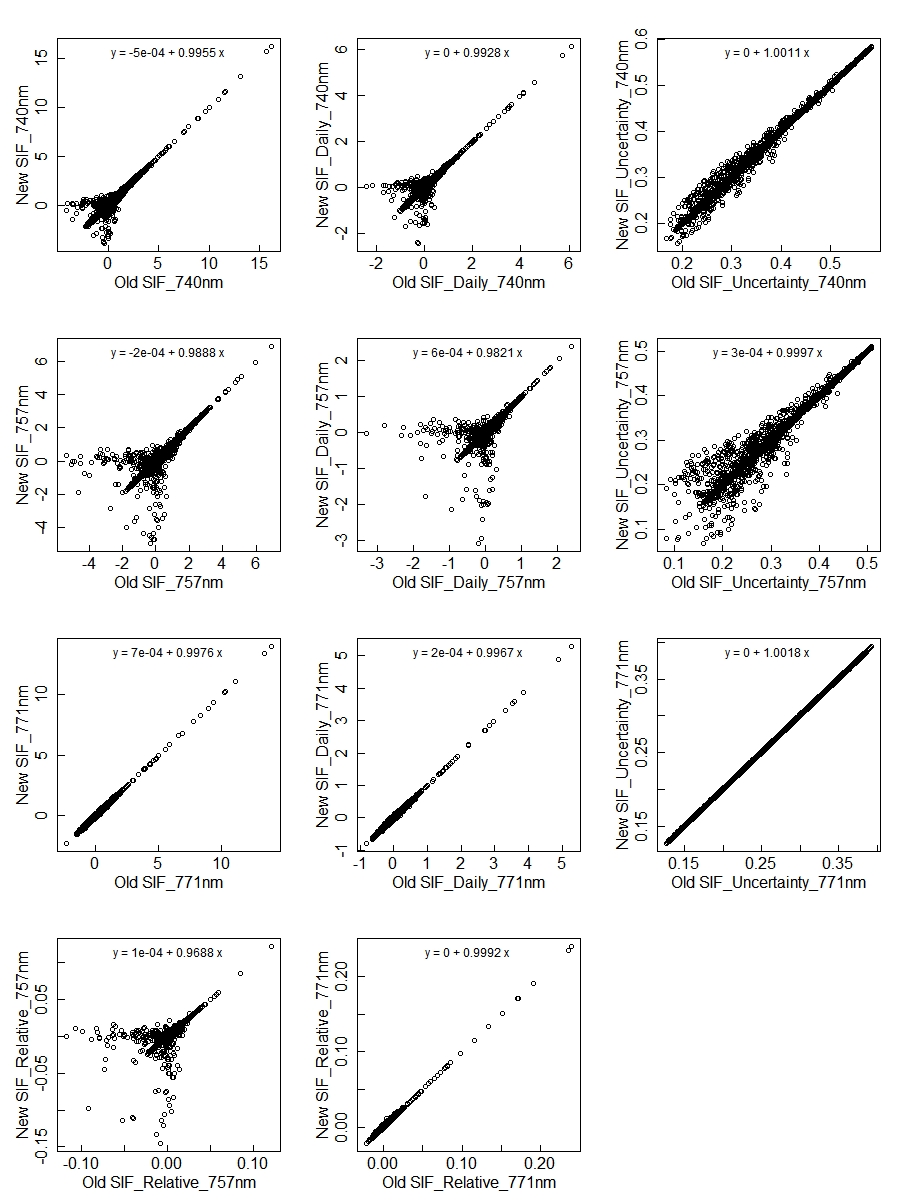 y = -5e-04 + 0.9955 x
New SIF_740nm
0 5 10 15
0 5 10 15
Old SIF_740nm
y = 0 + 0.9928 x
New SIF_Daily_740nm
-2 0 2 4 6
-2 0 2 4 6
Old SIF_Daily_740nm
y = 0 + 1.0011 x
New SIF_Uncertainty_740nm
0.2 0.3 0.4 0.5 0.6
0.2 0.3 0.4 0.5
Old SIF_Uncertainty_740nm
y = -2e-04 + 0.9888 x
New SIF_757nm
-4 -2 0 2 4 6
-4 -2 0 2 4 6
Old SIF_757nm
y = 6e-04 + 0.9821 x
New SIF_Daily_757nm
-3 -2 -1 0 1 2
-3 -2 -1 0 1 2
Old SIF_Daily_757nm
y = 3e-04 + 0.9997 x
New SIF_Uncertainty_757nm
0.1 0.2 0.3 0.4 0.5
0.1 0.2 0.3 0.4 0.5
Old SIF_Uncertainty_757nm
y = 7e-04 + 0.9976 x
New SIF_771nm
0 5 10
0 5 10
Old SIF_771nm
y = 2e-04 + 0.9967 x
New SIF_Daily_771nm
-1 0 1 2 3 4 5
-1 0 1 2 3 4 5
Old SIF_Daily_771nm
y = 0 + 1.0018 x
New SIF_Uncertainty_771nm
0.15 0.25 0.35
0.15 0.25 0.35
Old SIF_Uncertainty_771nm
y = 1e-04 + 0.9688 x
New SIF_Relative_757nm
-0.15 -0.05 0.05
-0.10 0.00 0.10
Old SIF_Relative_757nm
y = 0 + 0.9992 x
New SIF_Relative_771nm
0.00 0.10 0.20
0.00 0.10 0.20
Old SIF_Relative_771nm